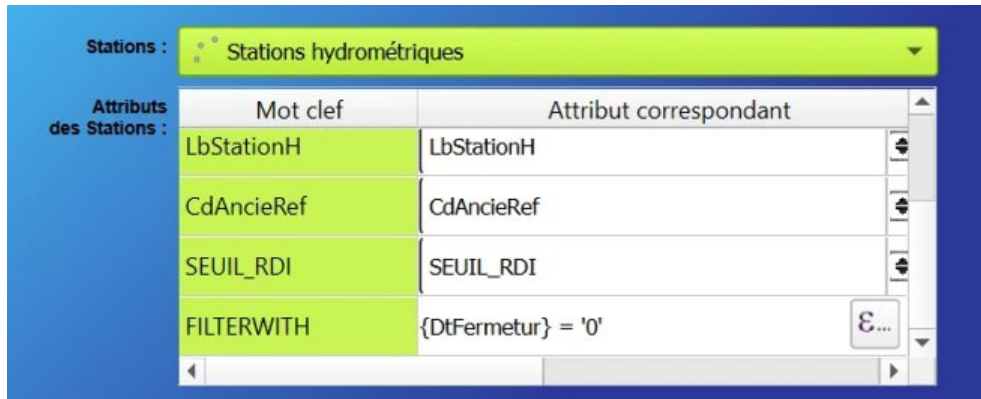 Stations : Stations hydrométriques
Attributs
des Stations :
Mot clef Attribut correspondant
LbStationH LbStationH
CdAncieRef CdAncieRef
SEUIL_RDI SEUIL_RDI
FILTERWITH {DtFermetur} = '0' ε...